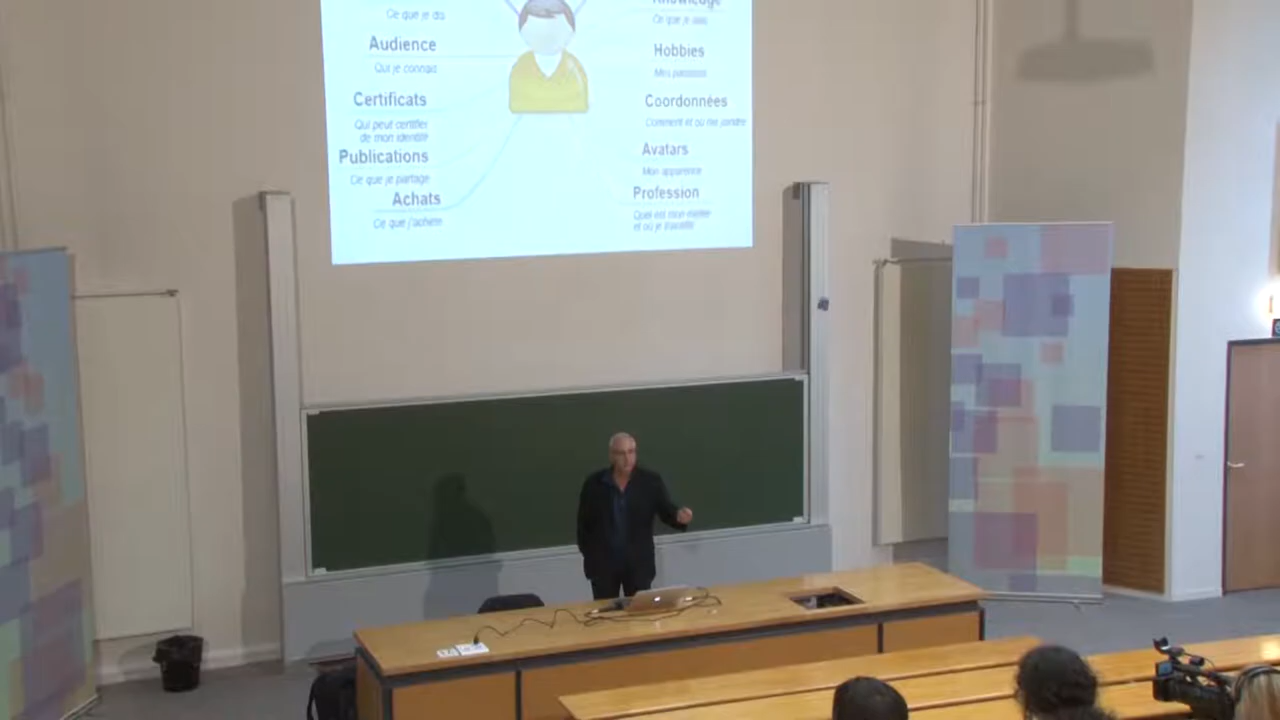 Ce que je dis
Audience
Qui je connais
Certificats
Qui peut certifier
de mon identité
Publications
Ce que je partage
Achats
Ce que j'achète
Knowledge
Ce que je sais
Hobbies
Mes passions
Coordonnées
Comment et où me joindre
Avatars
Mon apparence
Profession
Quel est mon métier
et où je travaille